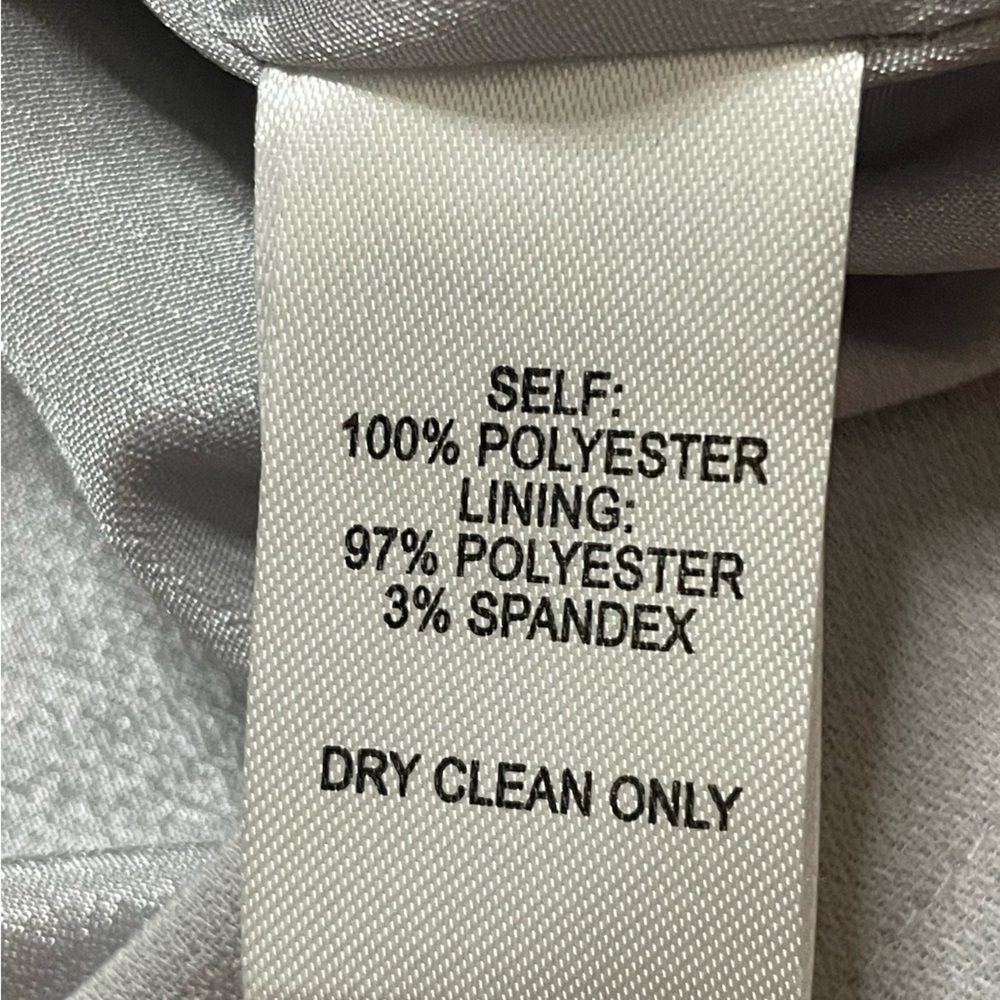 SELF:
100% POLYESTER
LINING:
97% POLYESTER
3% SPANDEX
DRY CLEAN ONLY